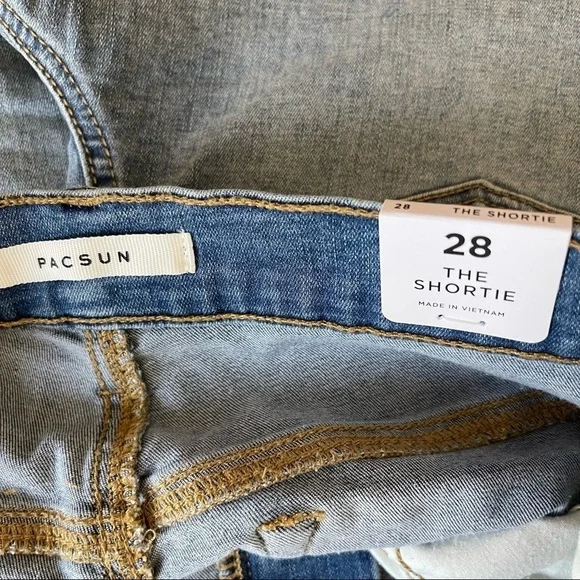 PACSUN
28 THE SHORTIE
28
THE
SHORTIE
MADE IN VIETNAM